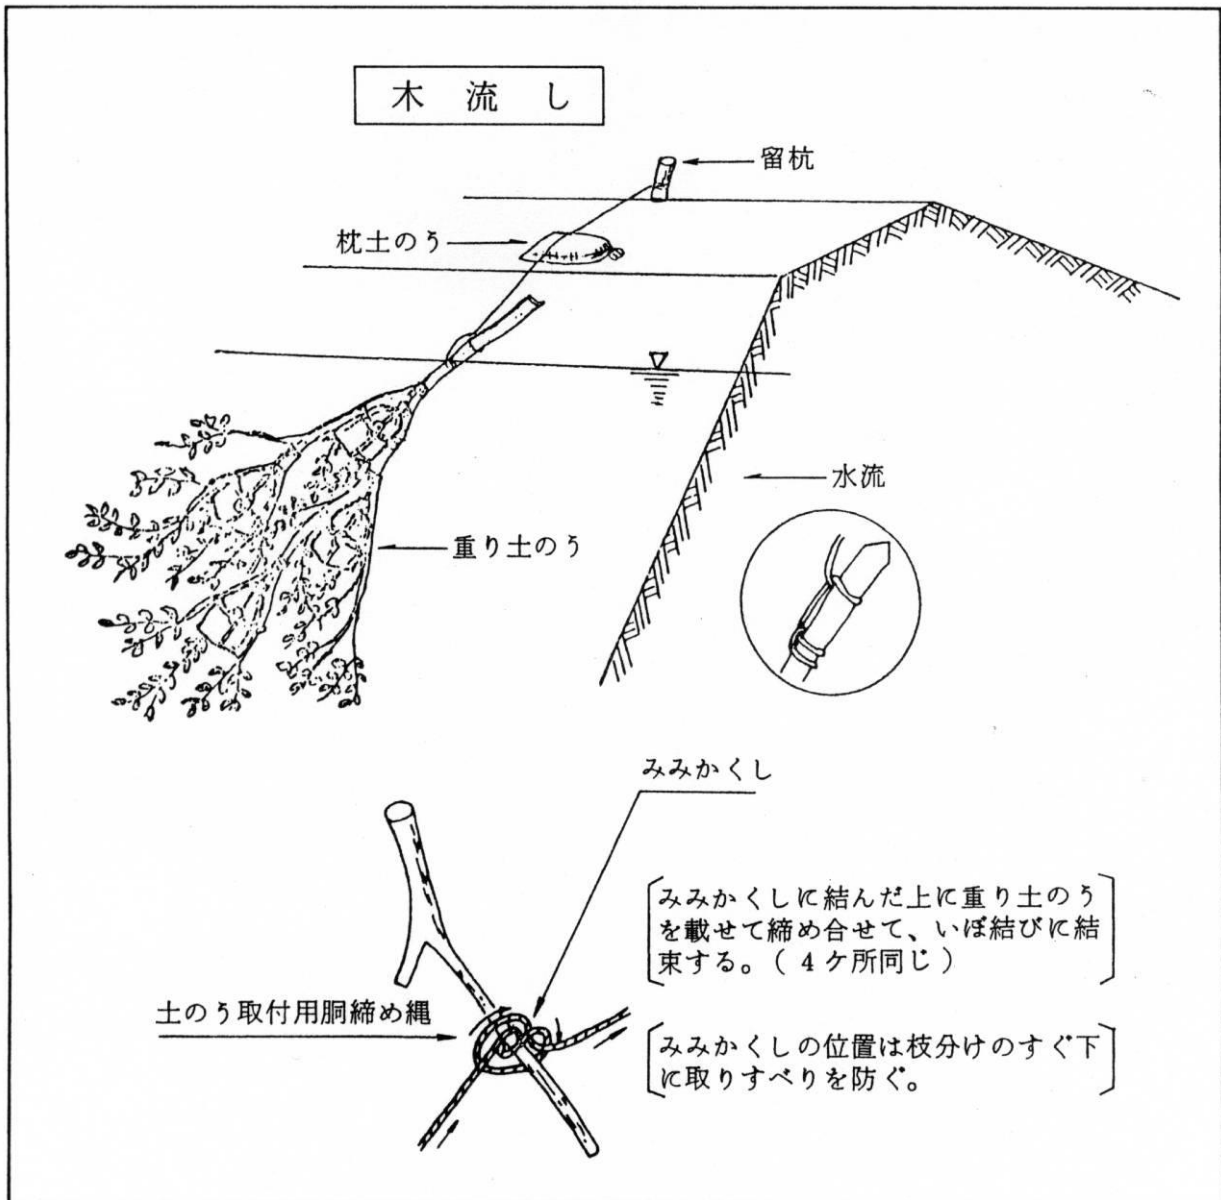 木流し
留杭
枕土のう
水流
重り土のう
みみかくし
みみかくしに結んだ上に重り土のう
を載せて締め合せて、いぼ結びに結
束する。(4ケ所同じ)
土のう取付用胴締め縄
みみかくしの位置は枝分けのすぐ下
に取りすべりを防ぐ。